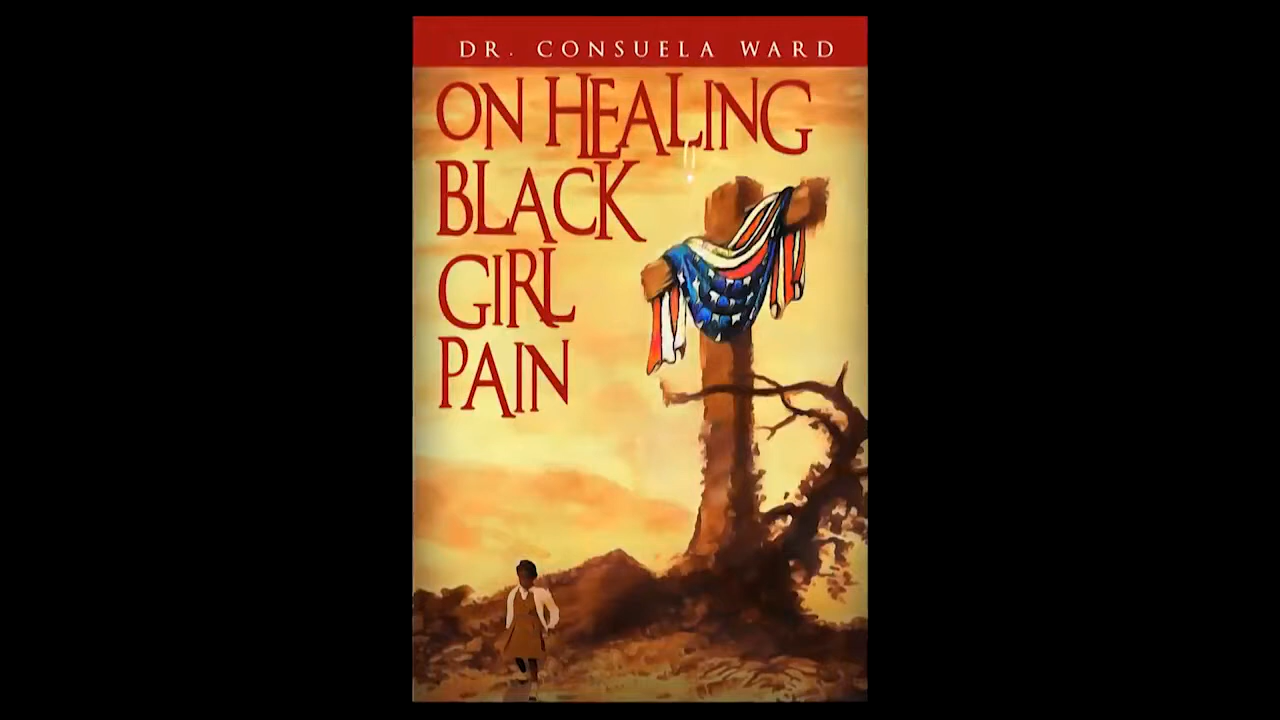 DR. CONSUELA WARD
ON HEALING
BLACK
GIRL
PAIN